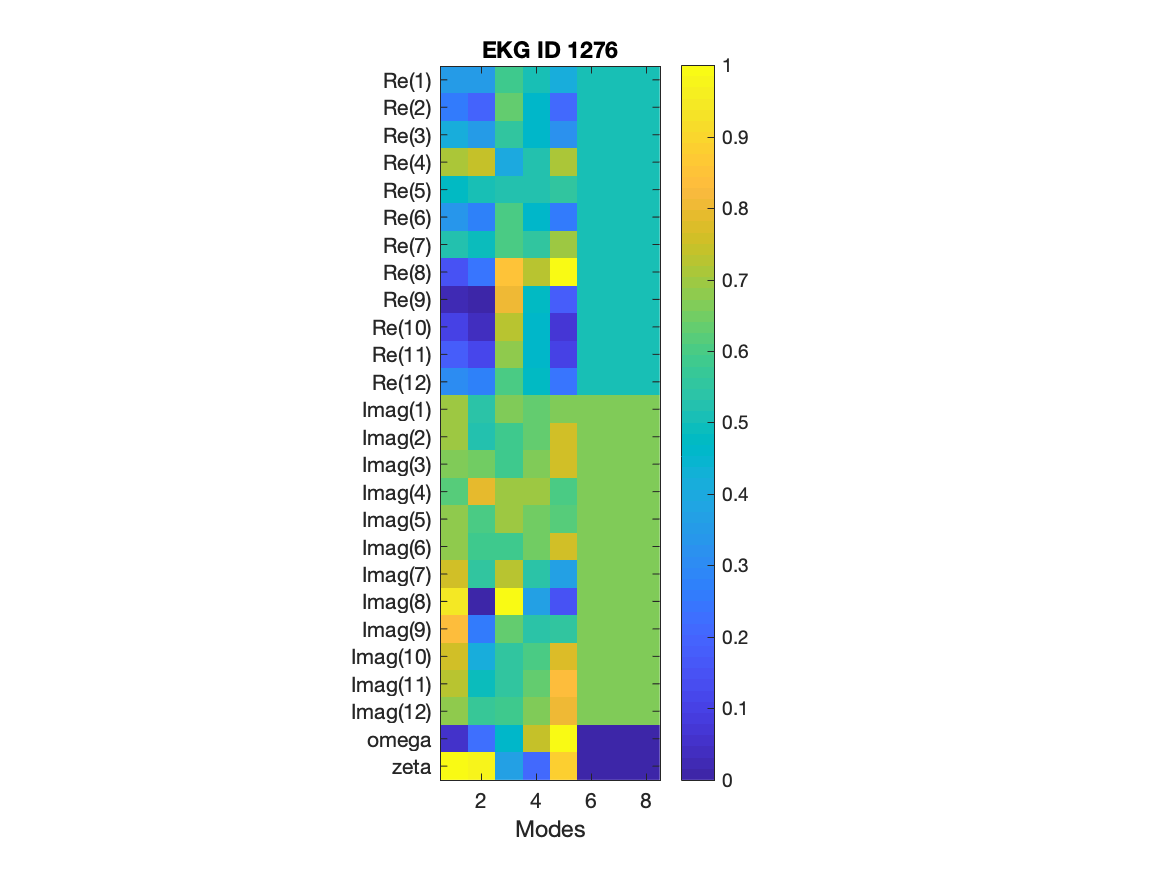 EKG ID 1276
Re(1)
Re(2)
Re(3)
Re(4)
Re(5)
Re(6)
Re(7)
Re(8)
Re(9)
Re(10)
Re(11)
Re(12)
Imag(1)
Imag(2)
Imag(3)
Imag(4)
Imag(5)
Imag(6)
Imag(7)
Imag(8)
Imag(9)
Imag(10)
Imag(11)
Imag(12)
omega
zeta
2 4 6 8
Modes
1
0.9
0.8
0.7
0.6
0.5
0.4
0.3
0.2
0.1
0